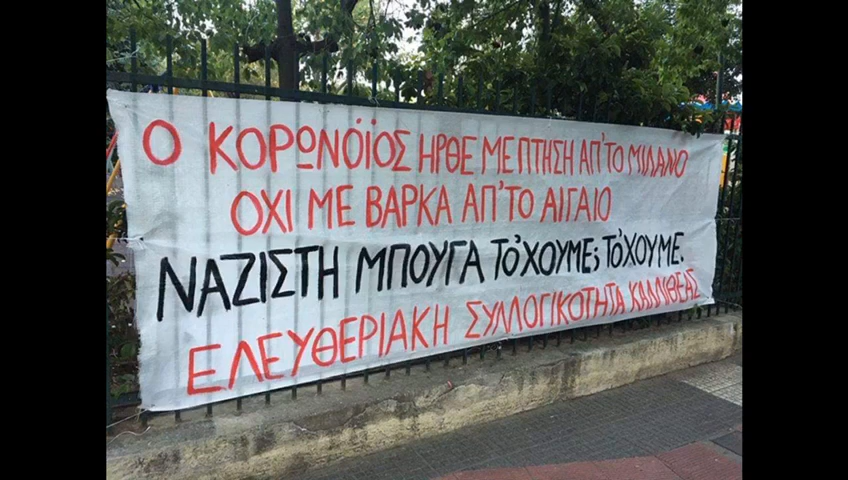 Ο ΚΟΡΩΝΟΪΟΣ ΗΡΘΕ ΜΕ ΠΤΗΣΗ ΑΠ'ΤΟ ΜΙΛΑΝΟ
ΟΧΙ ΜΕ ΒΑΡΚΑ ΑΠ'ΤΟ ΑΙΓΑΙΟ
ΝΑΖΙΣΤΗ ΜΠΟΥΓΑ ΤΟ'ΧΟΥΜΕ; ΤΟ'ΧΟΥΜΕ.
ΕΛΕΥΘΕΡΙΑΚΗ ΣΥΛΛΟΓΙΚΟΤΗΤΑ ΚΑΛΛΙΘΕΑΣ